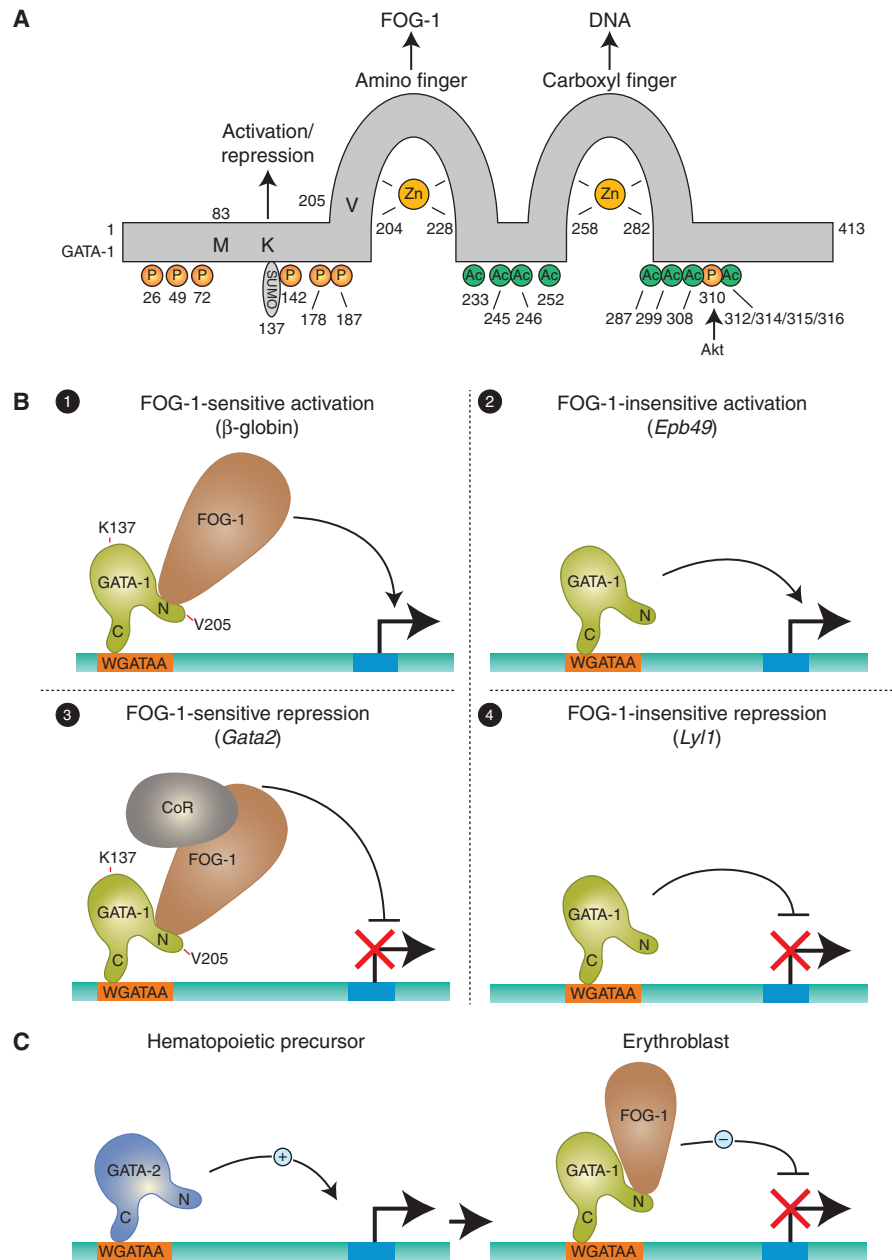 A
FOG-1
DNA
Amino finger
Carboxyl finger
Activation/
repression
205
V
Zn
Zn
83
204
228
258
282
1
413
GATA-1
M
K
P
P
P
SUMO
P
P
P
Ac
Ac
Ac
Ac
Ac
Ac
Ac
P
Ac
26
49
72
142
178
187
233
245
246
252
287
299
308
310
312/314/315/316
137
Akt
B
1
FOG-1-sensitive activation
(β-globin)
K137
FOG-1
GATA-1
N
V205
C
WGATAA
2
FOG-1-insensitive activation
(Epb49)
GATA-1
N
C
WGATAA
3
FOG-1-sensitive repression
(Gata2)
CoR
K137
FOG-1
GATA-1
N
V205
C
WGATAA
4
FOG-1-insensitive repression
(Lyl1)
GATA-1
N
C
WGATAA
C
Hematopoietic precursor
GATA-2
+
N
C
WGATAA
Erythroblast
FOG-1
GATA-1
−
N
C
WGATAA